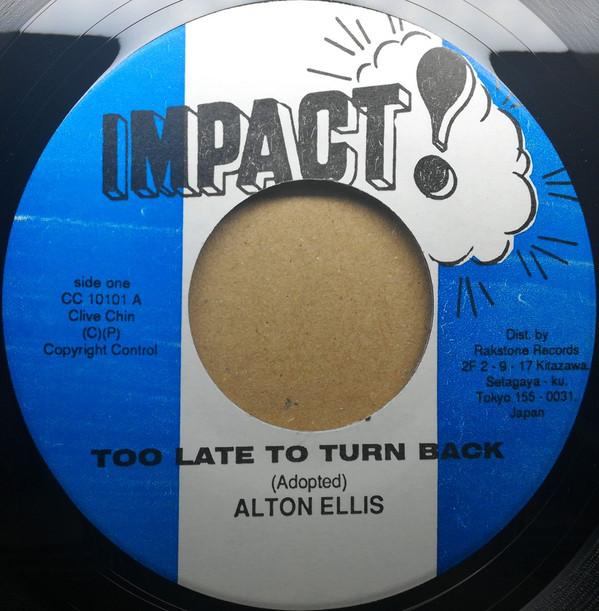 IMPACT!
side one
CC 10101 A
Clive Chin
(C)(P)
Copyright Control
Dist. by
Rakstone Records
2F 2 - 9 - 17 Kitazawa.
Setagaya - ku.
Tokyo 155 - 0031.
Japan
TOO LATE TO TURN BACK
(Adopted)
ALTON ELLIS